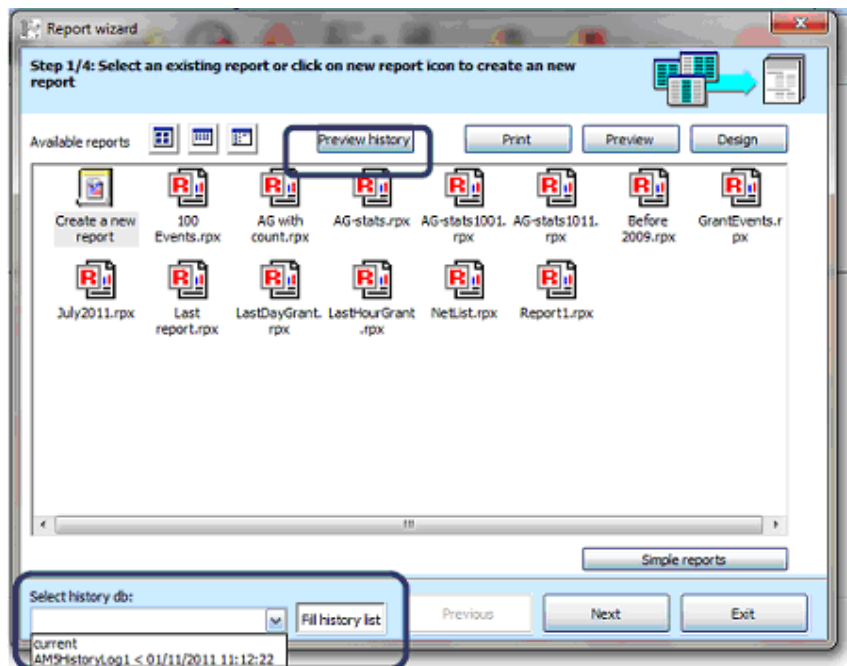 Report wizard
Step 1/4: Select an existing report or click on new report icon to create an new
report
Available reports
Preview history
Print
Preview
Design
Create a new
report
100
Events.rpx
AG with
count.rpx
AG-stats.rpx
AG-stats1001.
rpx
AG-stats1011.
rpx
Before
2009.rpx
GrantEvents.r
px
July2011.rpx
Last
report.rpx
LastDayGrant.
rpx
LastHourGrant
.rpx
NetList.rpx
Report1.rpx
Simple reports
Select history db:
Fill history list
Previous
Next
Exit
current
AMSHistoryLog1 < 01/11/2011 11:12:22